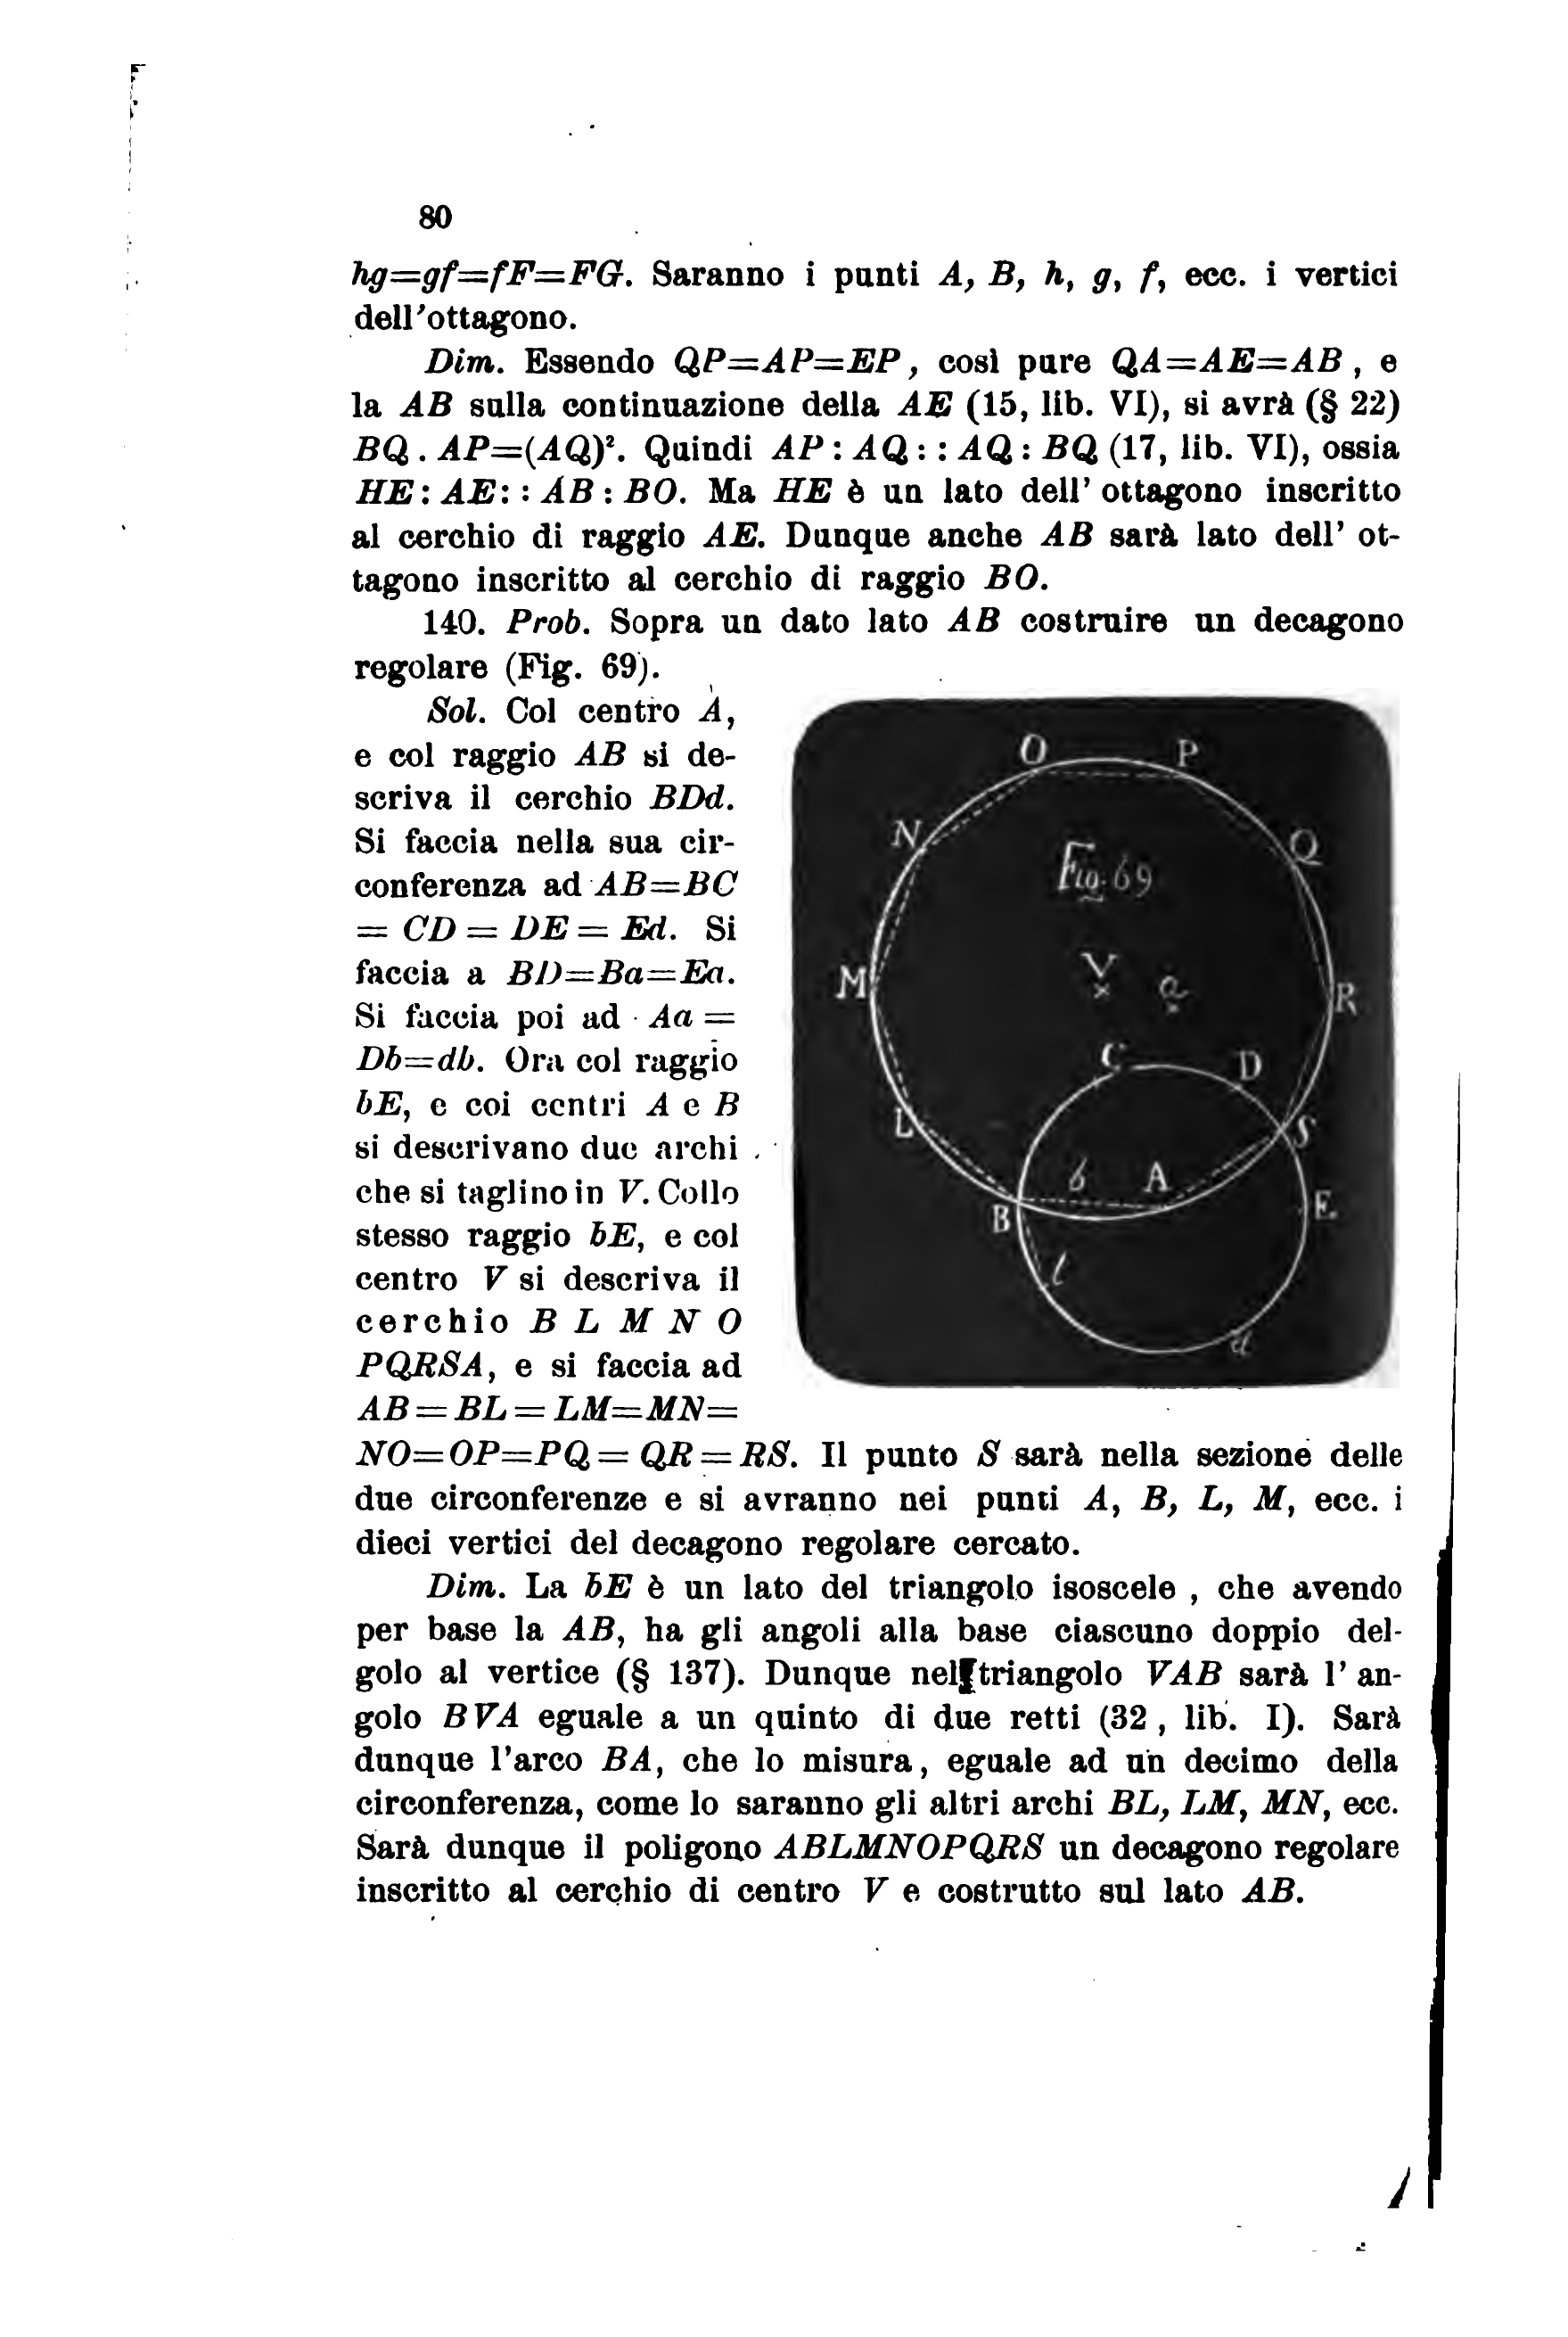 80
hg=gf=fF=FG. Saranno i punti A, B, h, g, f, ecc. i vertici
dell'ottagono.
Dim. Essendo QP=AP=EP, così pure QA=AE=AB, e
la AB sulla continuazione della AE (15, lib. VI), si avrà (§ 22)
BQ . AP=(AQ)². Quindi AP : AQ : : AQ : BQ (17, lib. VI), ossia
HE : AE : : AB : BO. Ma HE è un lato dell' ottagono inscritto
al cerchio di raggio AE. Dunque anche AB sarà lato dell' ot-
tagono inscritto al cerchio di raggio BO.
140. Prob. Sopra un dato lato AB costruire un decagono
regolare (Fig. 69).
Sol. Col centro A,
e col raggio AB si de-
scriva il cerchio BDd.
Si faccia nella sua cir-
conferenza ad AB=BC
= CD = DE = Ed. Si
faccia a BD=Ba=Ea.
Si faccia poi ad Aa =
Db=db. Ora col raggio
bE, e coi centri A e B
si descrivano due archi
che si taglino in V. Collo
stesso raggio bE, e col
centro V si descriva il
cerchio B L M N O
PQRSA, e si faccia ad
AB = BL = LM=MN=
NO=OP=PQ = QR = RS. Il punto S sarà nella sezione delle
due circonferenze e si avranno nei punti A, B, L, M, ecc. i
dieci vertici del decagono regolare cercato.
Dim. La bE è un lato del triangolo isoscele , che avendo
per base la AB, ha gli angoli alla base ciascuno doppio del-
golo al vertice (§ 137). Dunque nel triangolo VAB sarà l' an-
golo BVA eguale a un quinto di due retti (32 , lib. I). Sarà
dunque l'arco BA, che lo misura, eguale ad un decimo della
circonferenza, come lo saranno gli altri archi BL, LM, MN, ecc.
Sarà dunque il poligono ABLMNOPQRS un decagono regolare
inscritto al cerchio di centro V e costrutto sul lato AB.
O P
N Q
Fig. 69
V a
M R
C D
L S
b A
B E
l
d